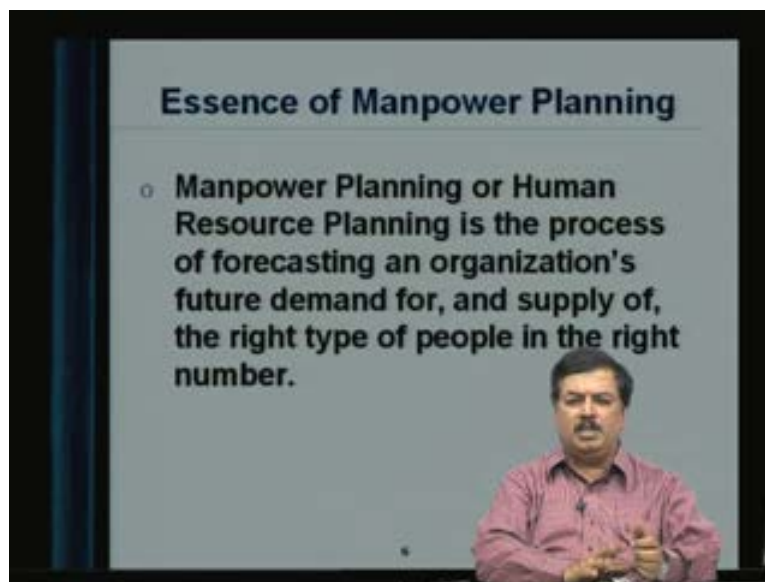 Essence of Manpower Planning
o Manpower Planning or Human
Resource Planning is the process
of forecasting an organization's
future demand for, and supply of,
the right type of people in the right
number.
6